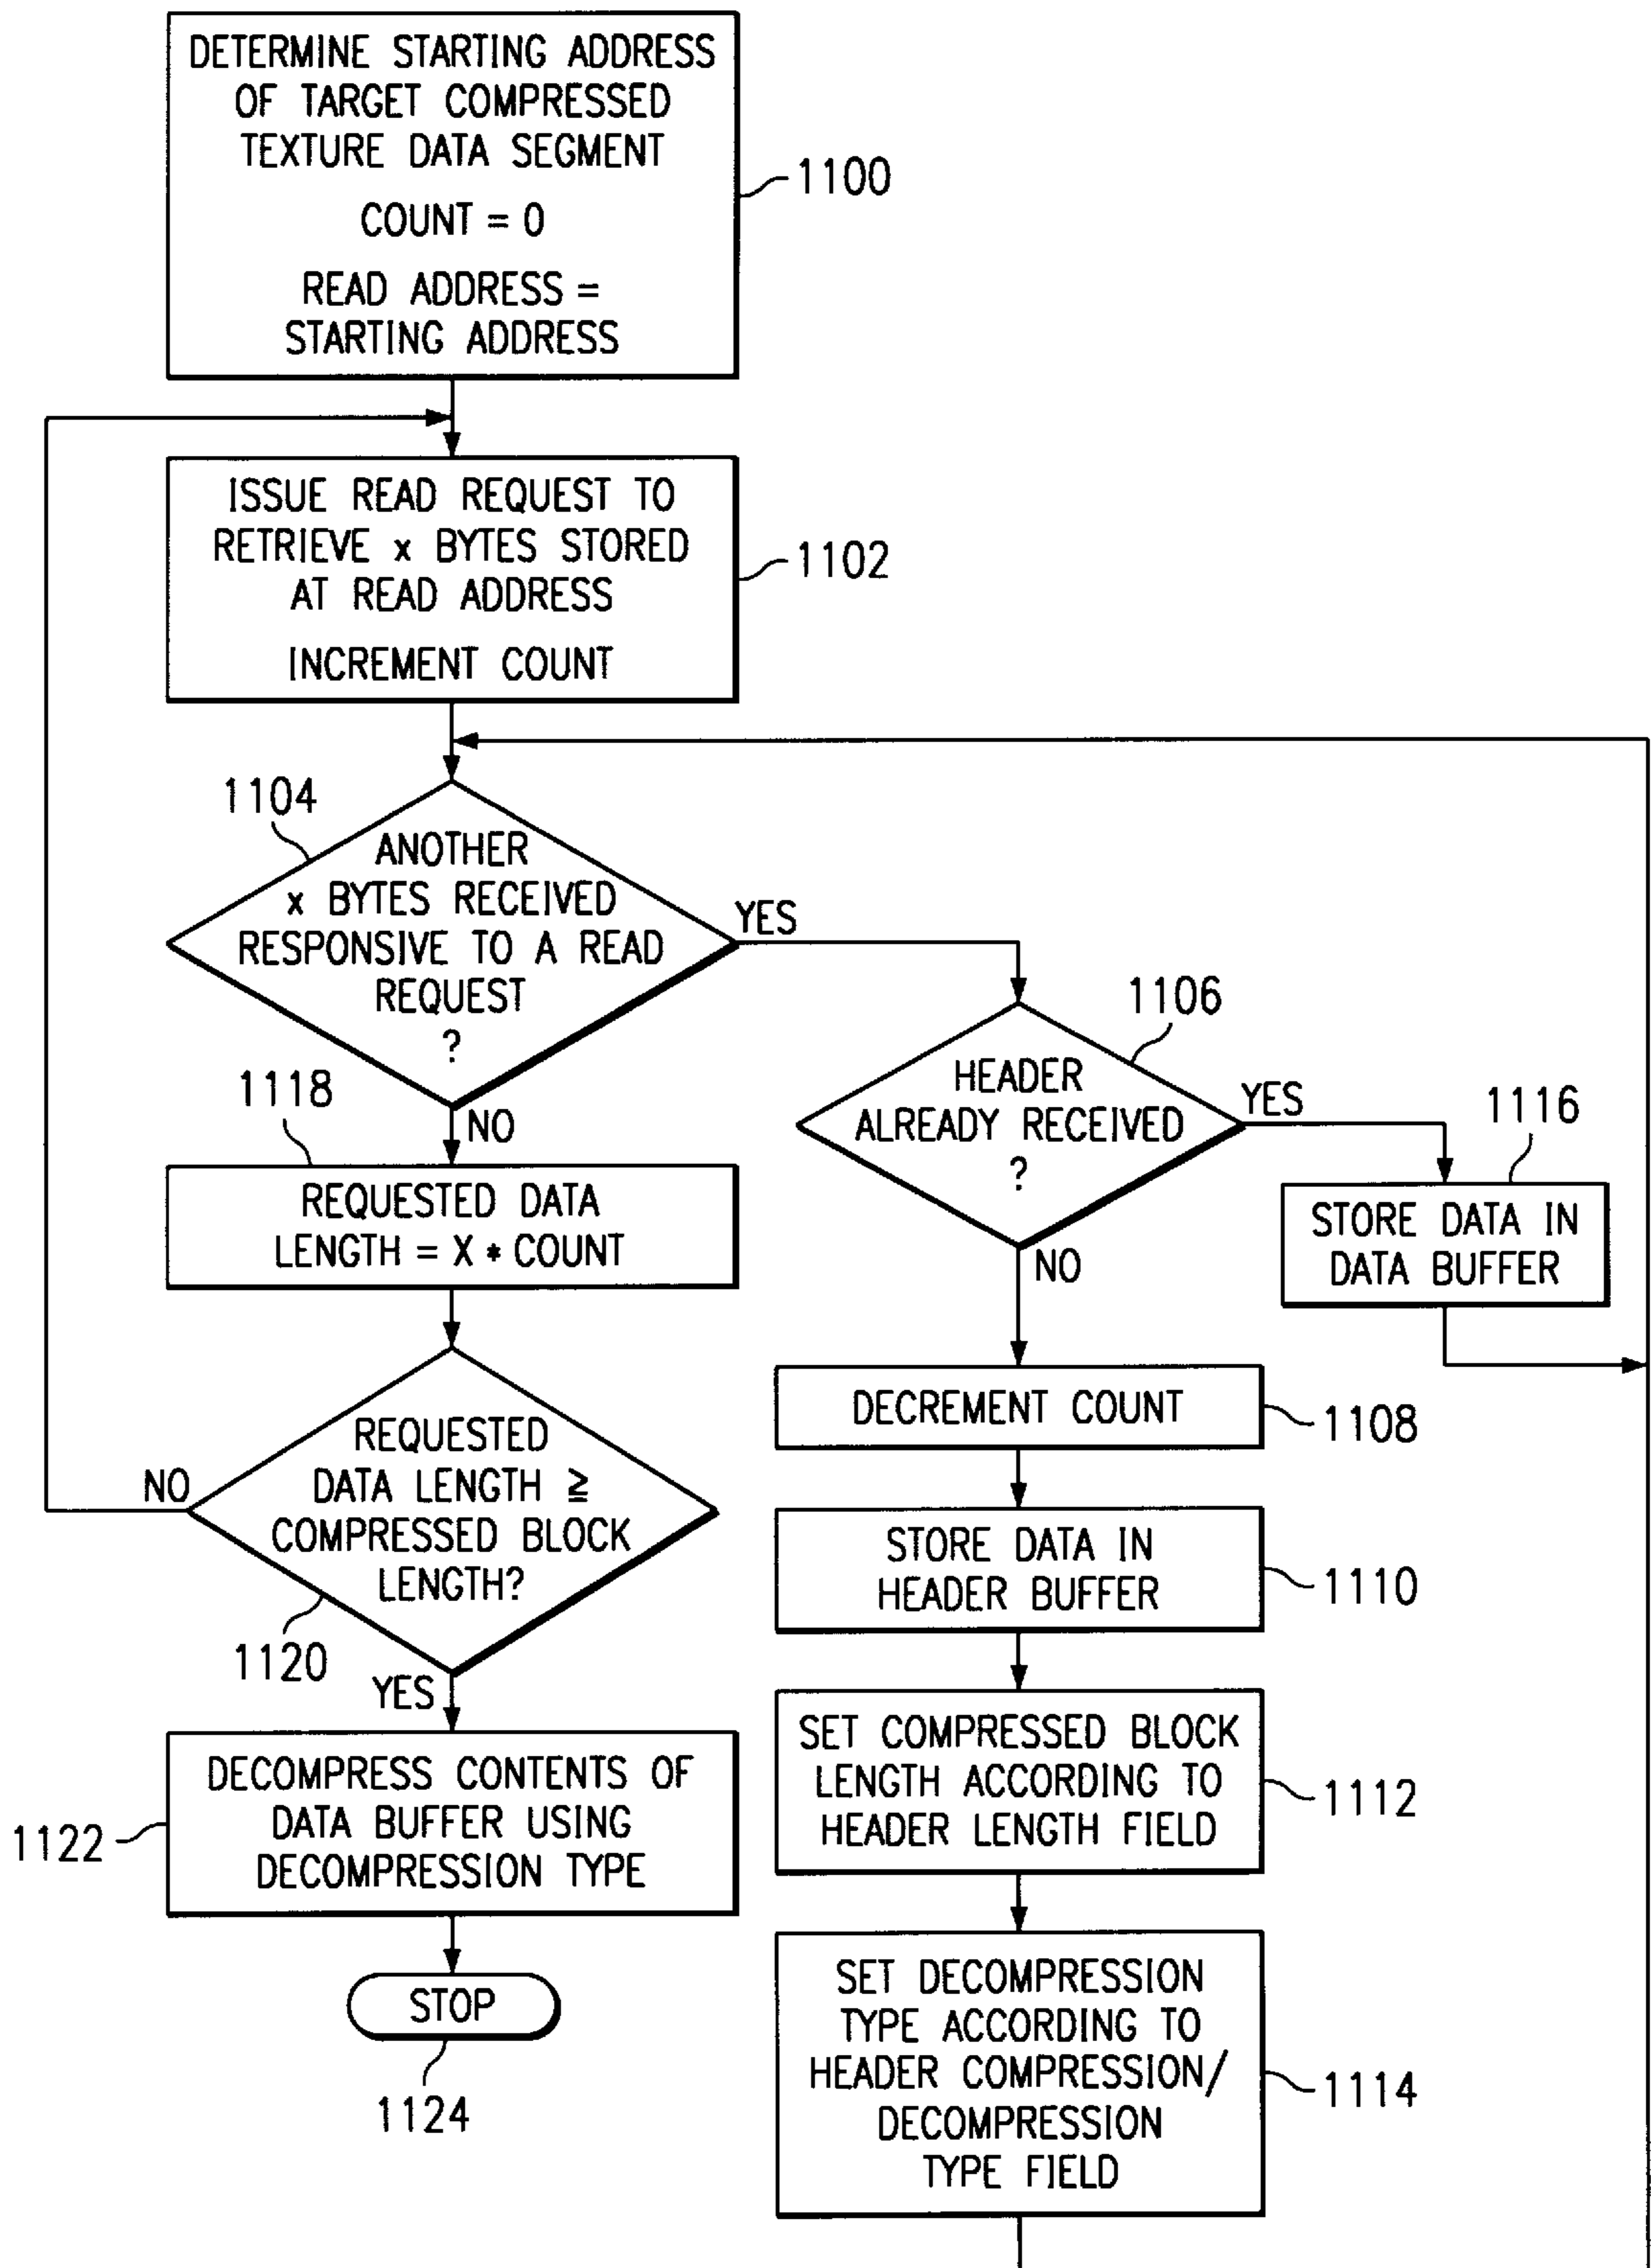 DETERMINE STARTING ADDRESS
OF TARGET COMPRESSED
TEXTURE DATA SEGMENT
COUNT = 0
READ ADDRESS =
STARTING ADDRESS
1100
ISSUE READ REQUEST TO
RETRIEVE x BYTES STORED
AT READ ADDRESS
INCREMENT COUNT
1102
1104
ANOTHER
x BYTES RECEIVED
RESPONSIVE TO A READ
REQUEST
?
YES
NO
1106
HEADER
ALREADY RECEIVED
?
YES
NO
1116
STORE DATA IN
DATA BUFFER
1118
REQUESTED DATA
LENGTH = X * COUNT
DECREMENT COUNT
1108
REQUESTED
DATA LENGTH ≥
COMPRESSED BLOCK
LENGTH?
NO
1120
YES
STORE DATA IN
HEADER BUFFER
1110
SET COMPRESSED BLOCK
LENGTH ACCORDING TO
HEADER LENGTH FIELD
1112
DECOMPRESS CONTENTS OF
DATA BUFFER USING
DECOMPRESSION TYPE
1122
STOP
1124
SET DECOMPRESSION
TYPE ACCORDING TO
HEADER COMPRESSION/
DECOMPRESSION
TYPE FIELD
1114